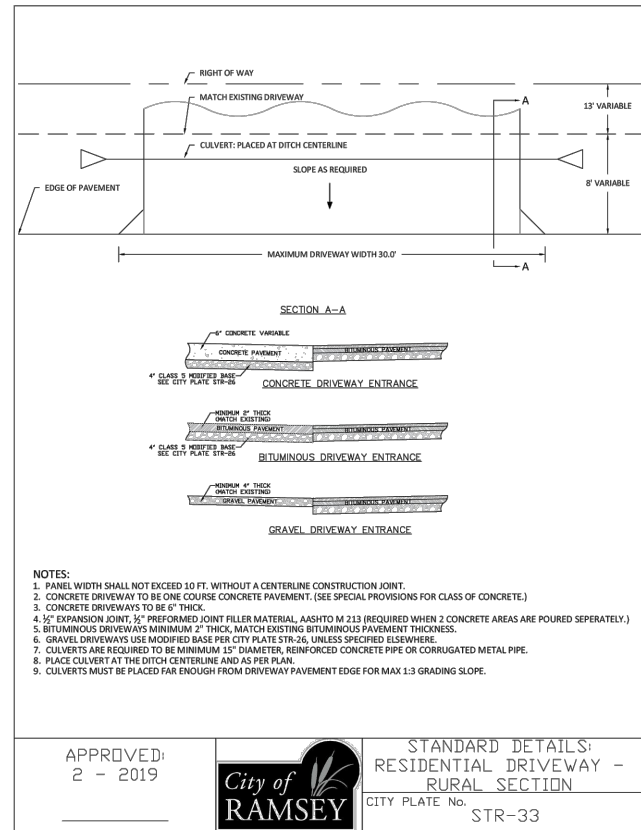 RIGHT OF WAY
MATCH EXISTING DRIVEWAY
A
13' VARIABLE
CULVERT: PLACED AT DITCH CENTERLINE
SLOPE AS REQUIRED
8' VARIABLE
EDGE OF PAVEMENT
MAXIMUM DRIVEWAY WIDTH 30.0'
A
SECTION A-A
6" CONCRETE VARIABLE
CONCRETE PAVEMENT
BITUMINOUS PAVEMENT
4" CLASS 5 MODIFIED BASE
SEE CITY PLATE STR-26
CONCRETE DRIVEWAY ENTRANCE
MINIMUM 2" THICK
(MATCH EXISTING)
BITUMINOUS PAVEMENT
BITUMINOUS PAVEMENT
4" CLASS 5 MODIFIED BASE
SEE CITY PLATE STR-26
BITUMINOUS DRIVEWAY ENTRANCE
MINIMUM 4" THICK
(MATCH EXISTING)
GRAVEL PAVEMENT
BITUMINOUS PAVEMENT
GRAVEL DRIVEWAY ENTRANCE
NOTES:
1. PANEL WIDTH SHALL NOT EXCEED 10 FT. WITHOUT A CENTERLINE CONSTRUCTION JOINT.
2. CONCRETE DRIVEWAY TO BE ONE COURSE CONCRETE PAVEMENT. (SEE SPECIAL PROVISIONS FOR CLASS OF CONCRETE.)
3. CONCRETE DRIVEWAYS TO BE 6" THICK.
4. ½" EXPANSION JOINT, ½" PREFORMED JOINT FILLER MATERIAL, AASHTO M 213 (REQUIRED WHEN 2 CONCRETE AREAS ARE POURED SEPERATELY.)
5. BITUMINOUS DRIVEWAYS MINIMUM 2" THICK, MATCH EXISTING BITUMINOUS PAVEMENT THICKNESS.
6. GRAVEL DRIVEWAYS USE MODIFIED BASE PER CITY PLATE STR-26, UNLESS SPECIFIED ELSEWHERE.
7. CULVERTS ARE REQUIRED TO BE MINIMUM 15" DIAMETER, REINFORCED CONCRETE PIPE OR CORRUGATED METAL PIPE.
8. PLACE CULVERT AT THE DITCH CENTERLINE AND AS PER PLAN.
9. CULVERTS MUST BE PLACED FAR ENOUGH FROM DRIVEWAY PAVEMENT EDGE FOR MAX 1:3 GRADING SLOPE.
APPROVED:
2 - 2019
City of
RAMSEY
STANDARD DETAILS:
RESIDENTIAL DRIVEWAY -
RURAL SECTION
CITY PLATE No.
STR-33